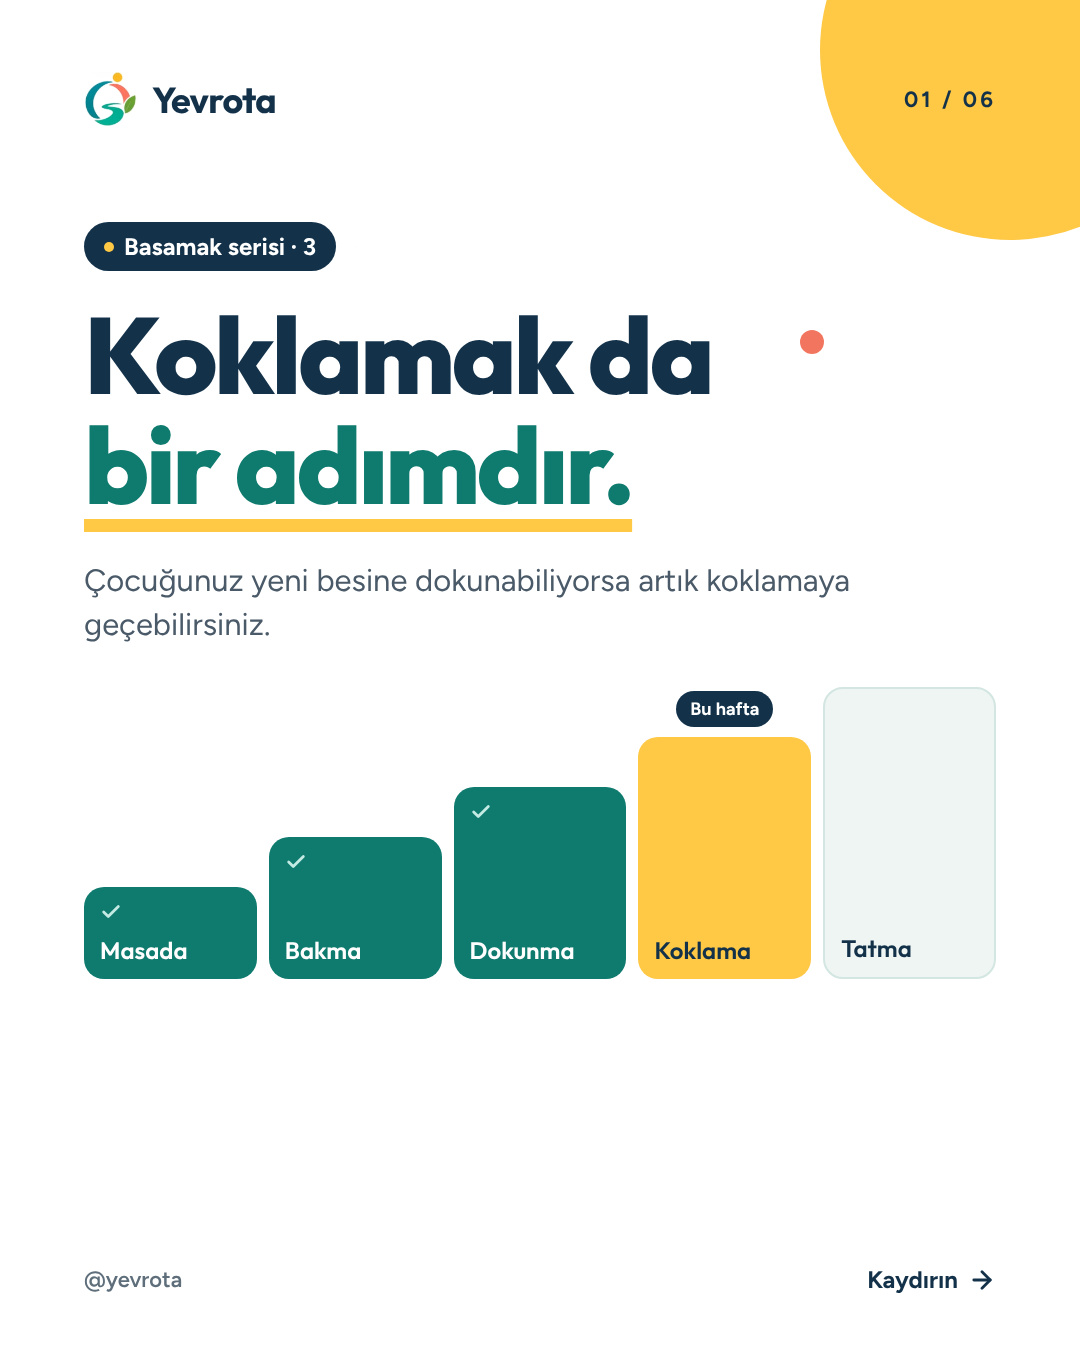 Yevrota
01 / 06
Basamak serisi · 3
Koklamak da
bir adımdır.
Çocuğunuz yeni besine dokunabiliyorsa artık koklamaya
geçebilirsiniz.
Bu hafta
Masada
Bakma
Dokunma
Koklama
Tatma
@yevrota
Kaydırın →